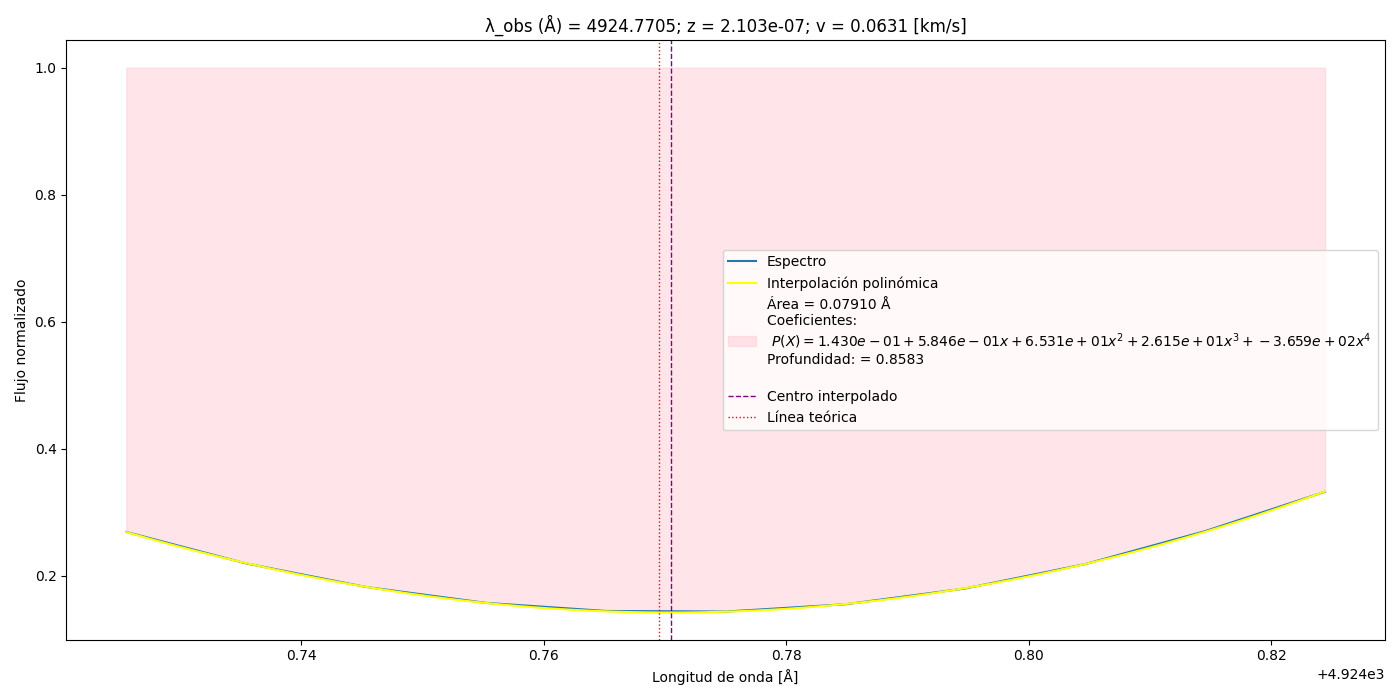 λ_obs (Å) = 4924.7705; z = 2.103e-07; v = 0.0631 [km/s]
Flujo normalizado
1.0
0.8
0.6
0.4
0.2
Espectro
Interpolación polinómica
Área = 0.07910 Å
Coeficientes:
P(X) = 1.430e − 01 + 5.846e − 01x + 6.531e + 01x² + 2.615e + 01x³ + −3.659e + 02x⁴
Profundidad: = 0.8583
Centro interpolado
Línea teórica
0.74 0.76 0.78 0.80 0.82
+4.924e3
Longitud de onda [Å]